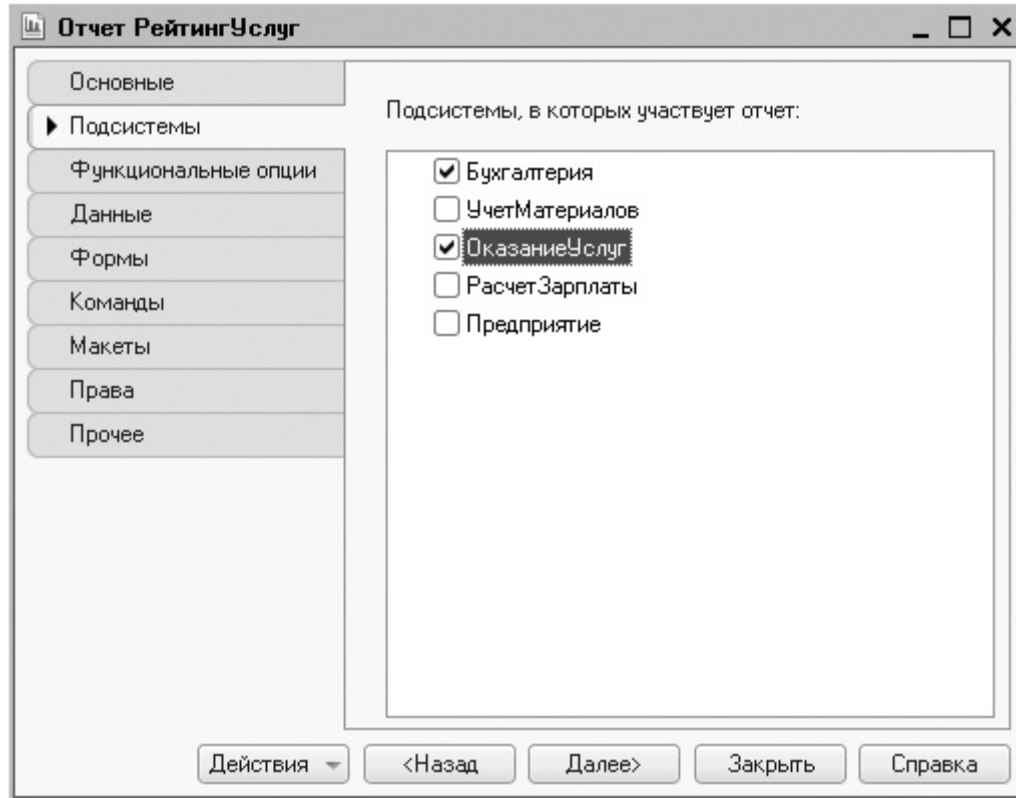 Отчет РейтингУслуг
Основные
Подсистемы
Функциональные опции
Данные
Формы
Команды
Макеты
Права
Прочее
Подсистемы, в которых участвует отчет:
Бухгалтерия
УчетМатериалов
ОказаниеУслуг
РасчетЗарплаты
Предприятие
Действия
<Назад
Далее>
Закрыть
Справка